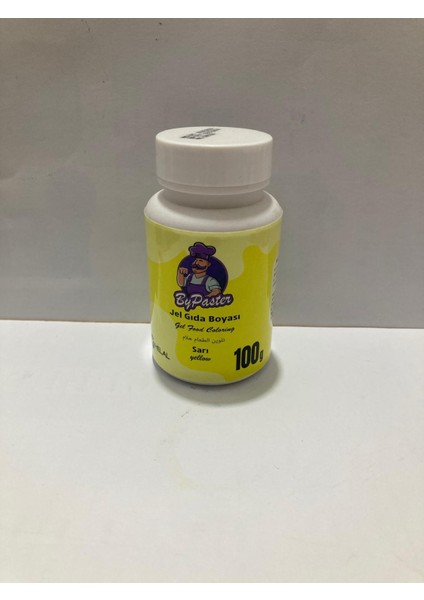 ByPaster
Jel Gıda Boyası
Gel Food Coloring
Sarı
yellow
100g